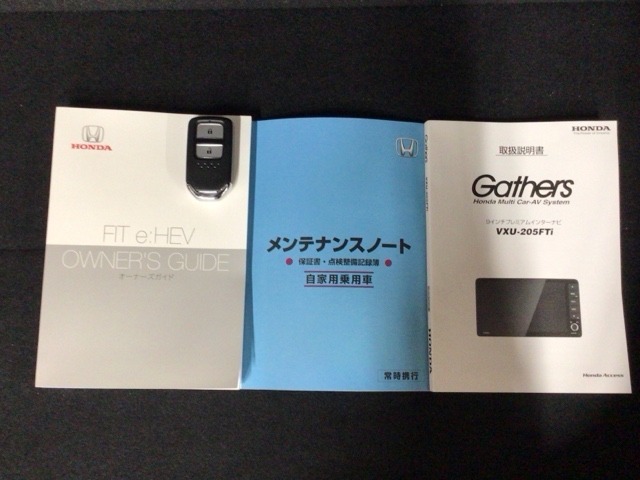 HONDA
FIT e:HEV
OWNER'S GUIDE
オーナーズガイド
メンテナンスノート
保証書・点検整備記録簿
自家用乗用車
常時携行
HONDA
取扱説明書
Gathers
Honda Multi Car-AV System
9インチプレミアムインターナビ
VXU-205FTi
Honda Access
HONDA